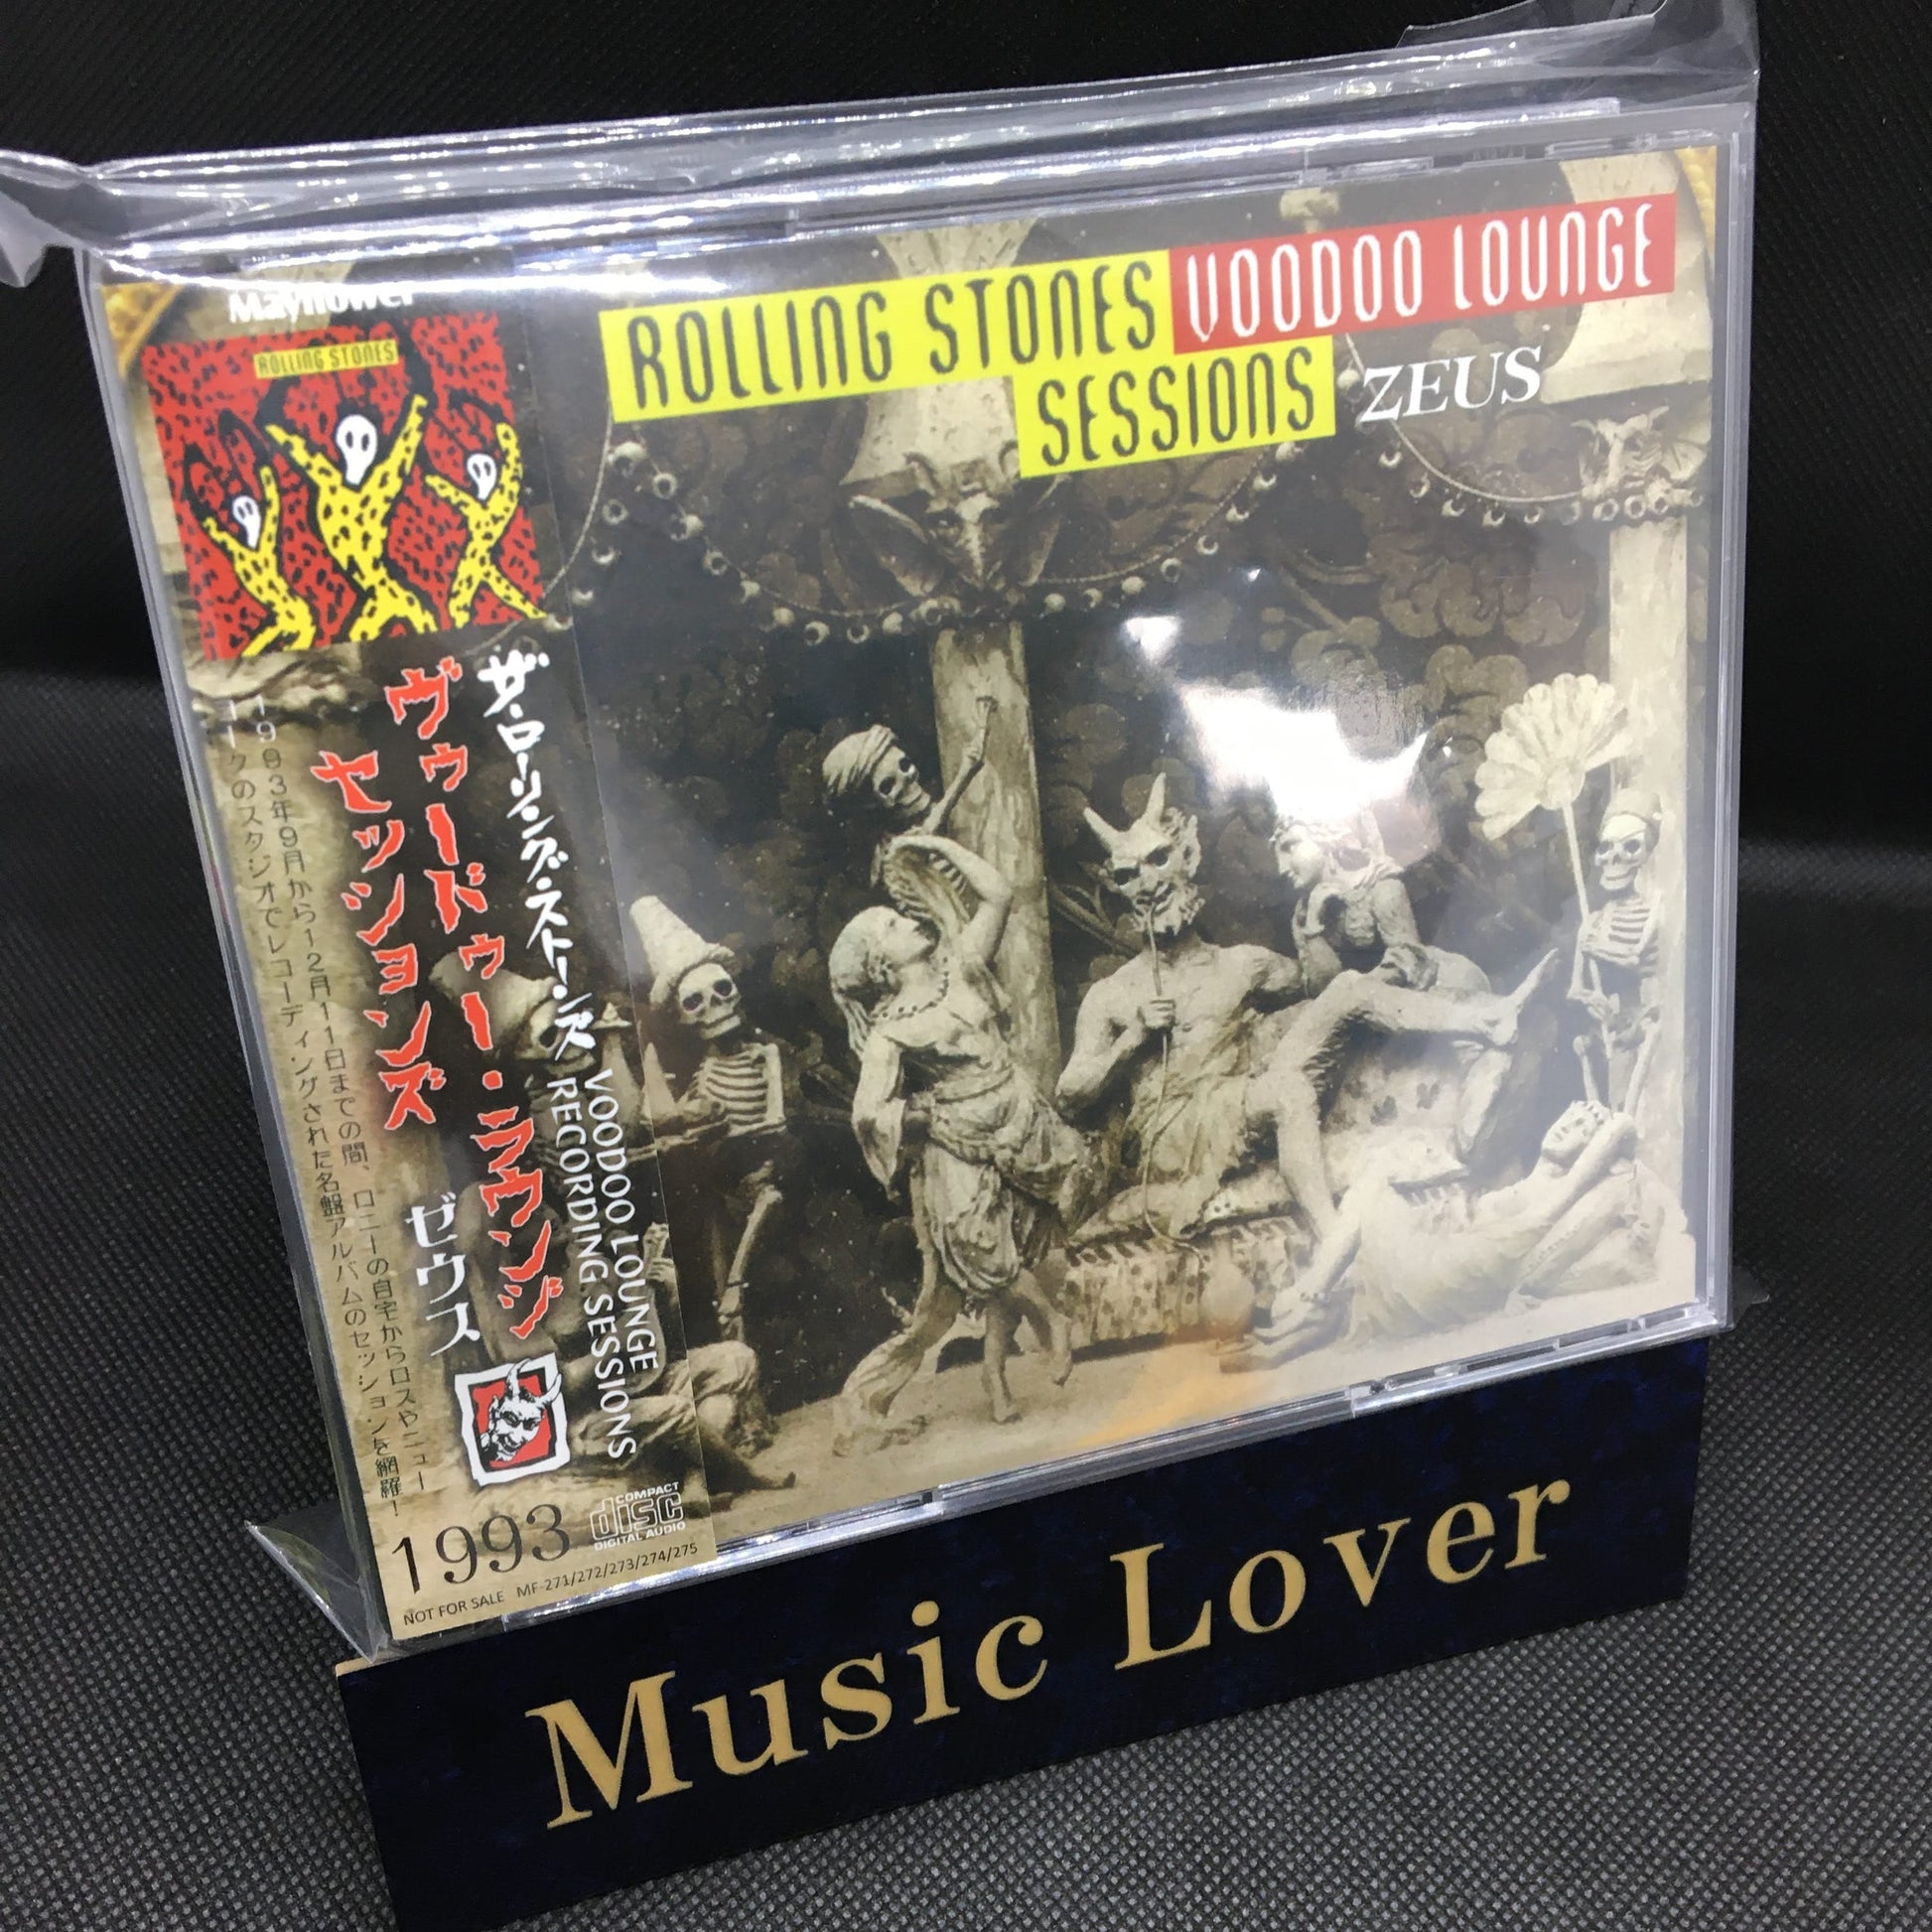 Mayflower
ROLLING STONES
ROLLING STONES VOODOO LOUNGE
SESSIONS ZEUS
ザ・ローリング・ストーンズ
VOODOO LOUNGE
RECORDING SESSIONS
ヴードゥー・ラウンジ
セッションズ
ゼウス
1993年9月から12月11日までの間、ロニーの自宅からロスやニュー
ヨークのスタジオでレコーディングされた名盤アルバムのセッションを網羅!
1993
COMPACT
disc
DIGITAL AUDIO
NOT FOR SALE MF-271/272/273/274/275
Music Lover